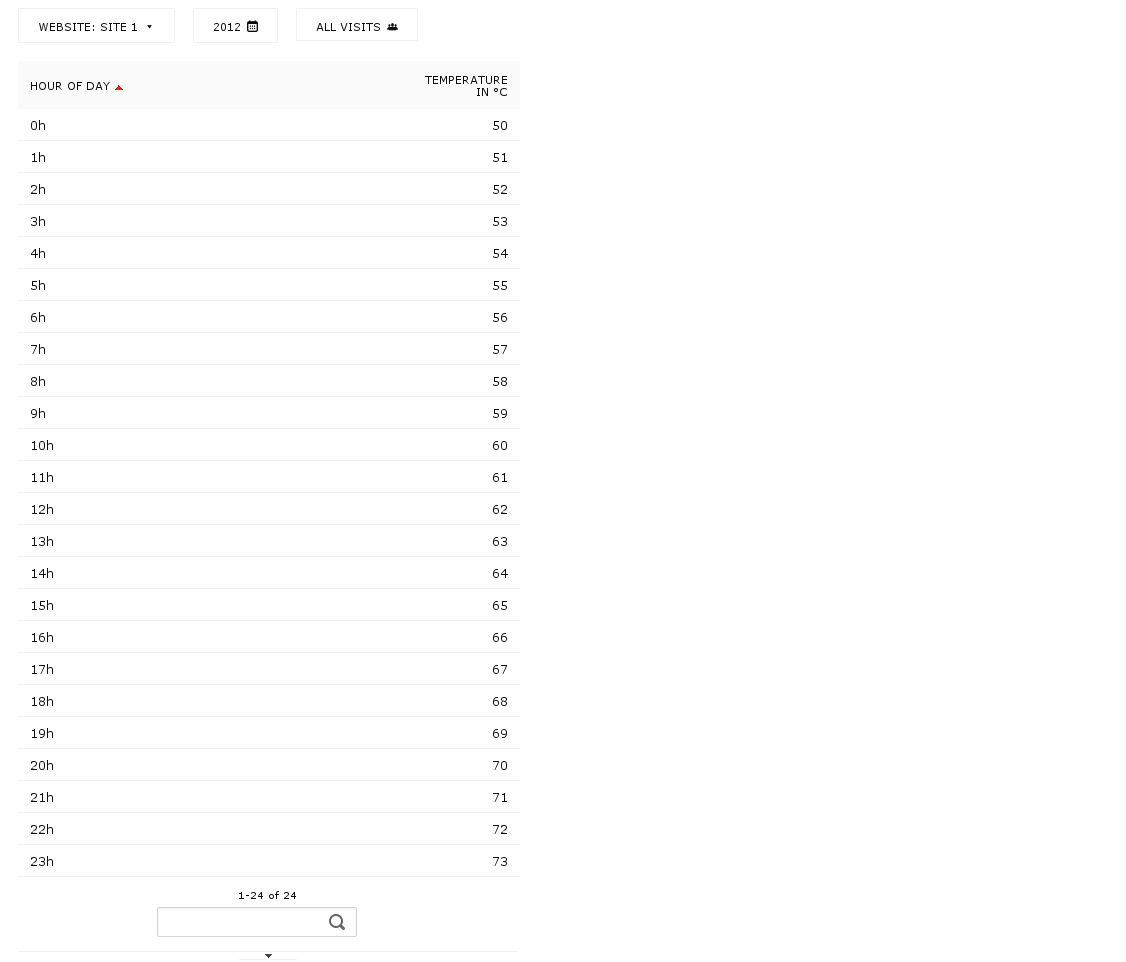 WEBSITE: SITE 1 2012 ALL VISITS
HOUR OF DAY TEMPERATURE
IN °C
0h 50
1h 51
2h 52
3h 53
4h 54
5h 55
6h 56
7h 57
8h 58
9h 59
10h 60
11h 61
12h 62
13h 63
14h 64
15h 65
16h 66
17h 67
18h 68
19h 69
20h 70
21h 71
22h 72
23h 73
1-24 of 24